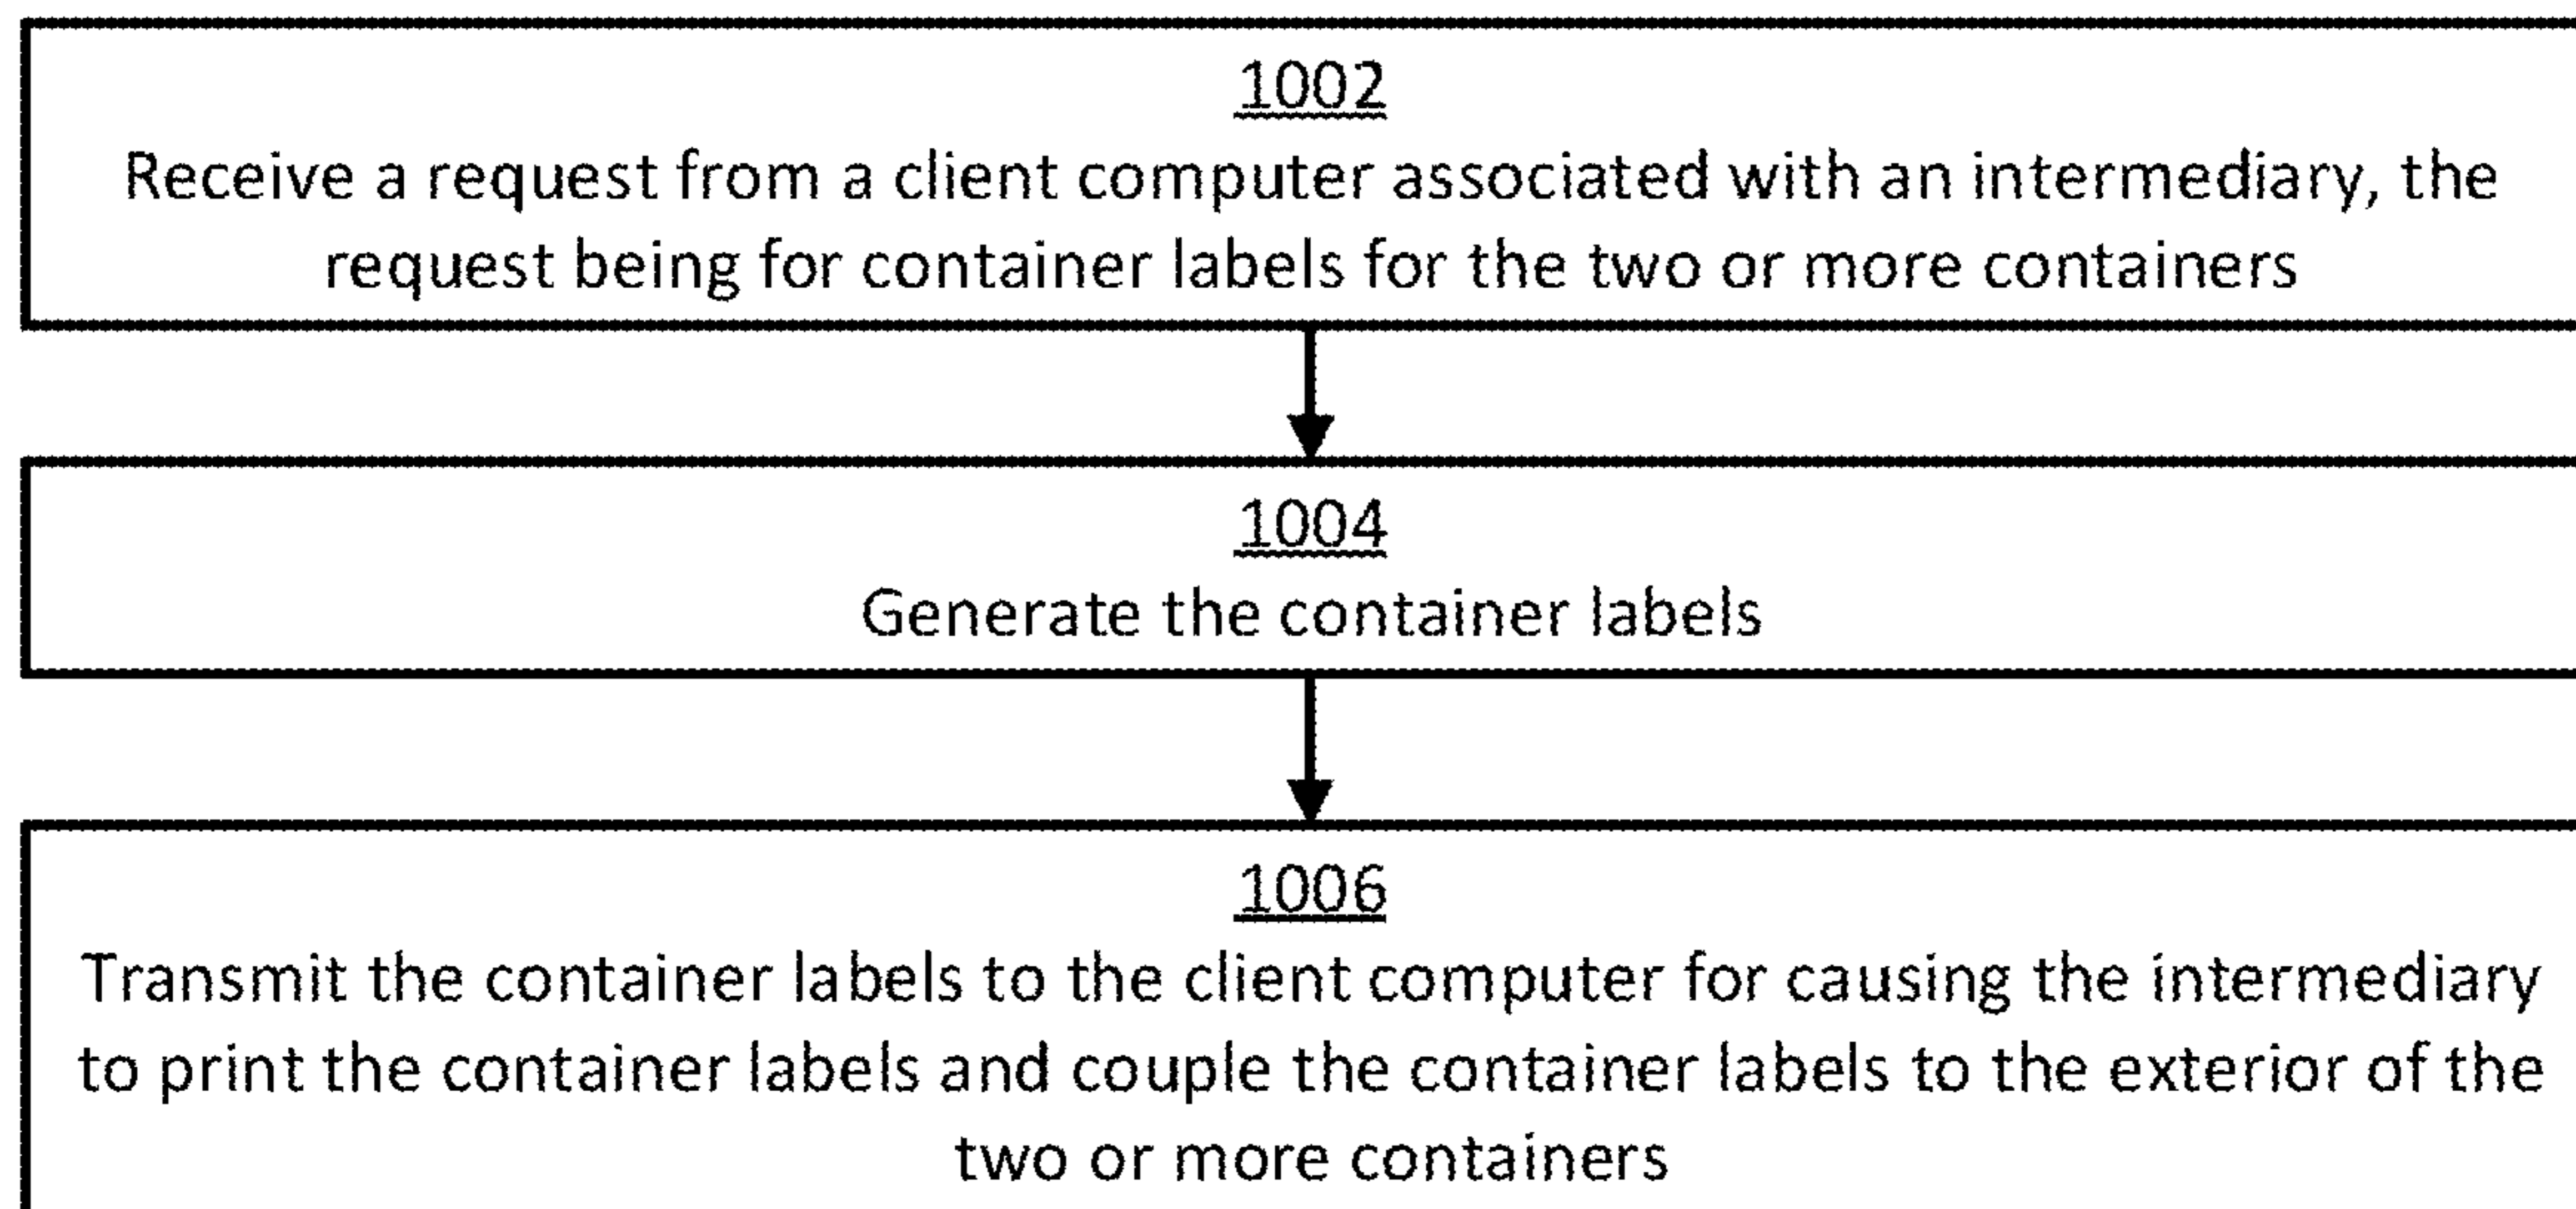 1002
Receive a request from a client computer associated with an intermediary, the
request being for container labels for the two or more containers
1004
Generate the container labels
1006
Transmit the container labels to the client computer for causing the intermediary
to print the container labels and couple the container labels to the exterior of the
two or more containers